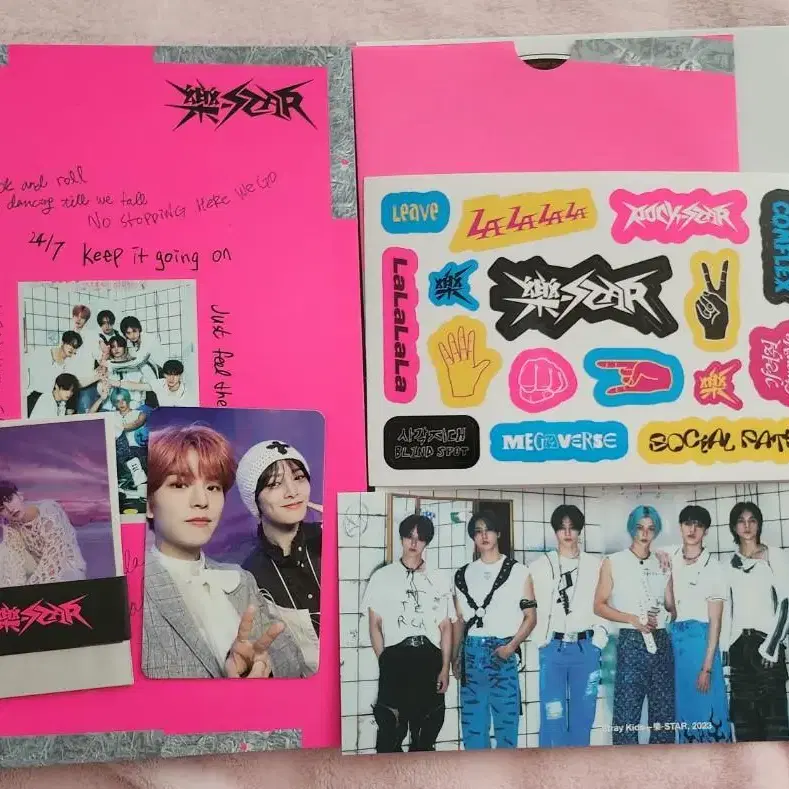 樂-STAR
ck and roll
dancing till we fall
No stopping Here We GO
24/7 keep it going on
Just feel the
樂-STAR
Leave
LALALALA
ROCK-STAR
COMFLEX
LaLaLaLa
樂
樂-STAR
樂
사각지대
BLIND SPOT
MEGAVERSE
SOCIAL PATH
Stray Kids —樂-STAR, 2023